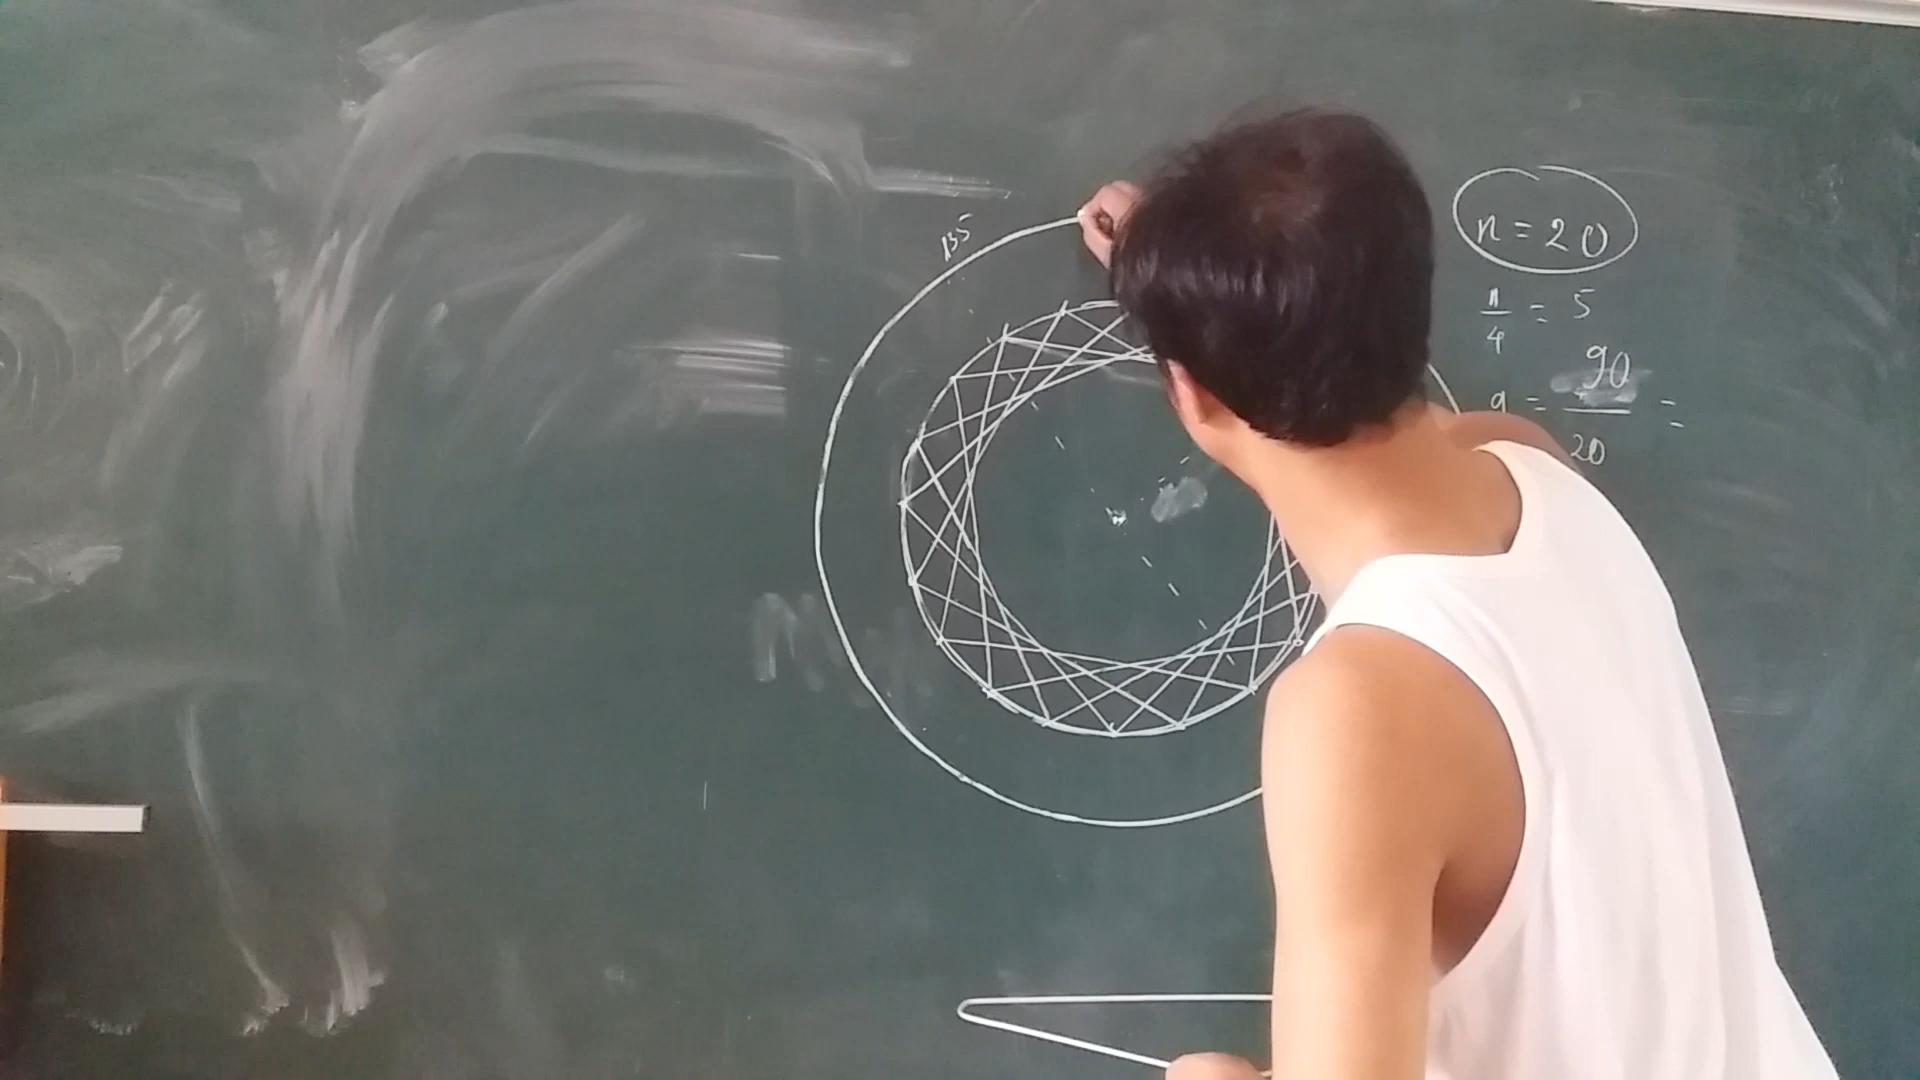 135
n = 20
n/4 = 5
a = 90/20 =